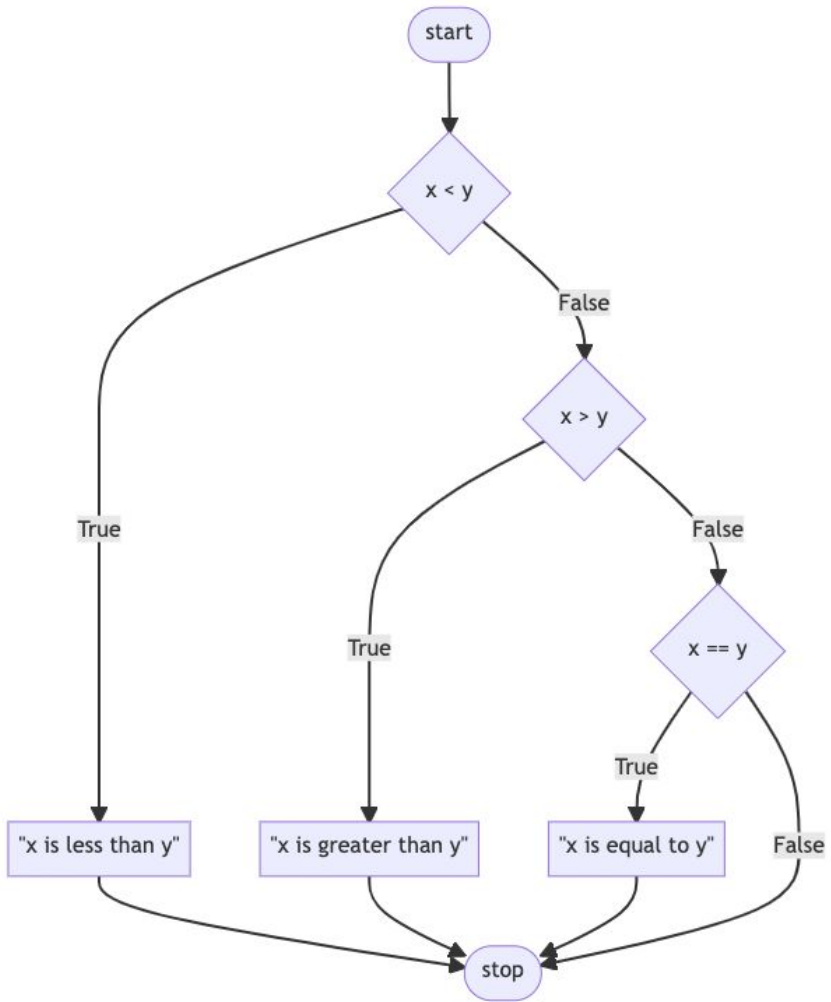 start
x < y
False
x > y
True
False
True
x == y
True
"x is less than y"
"x is greater than y"
"x is equal to y"
False
stop